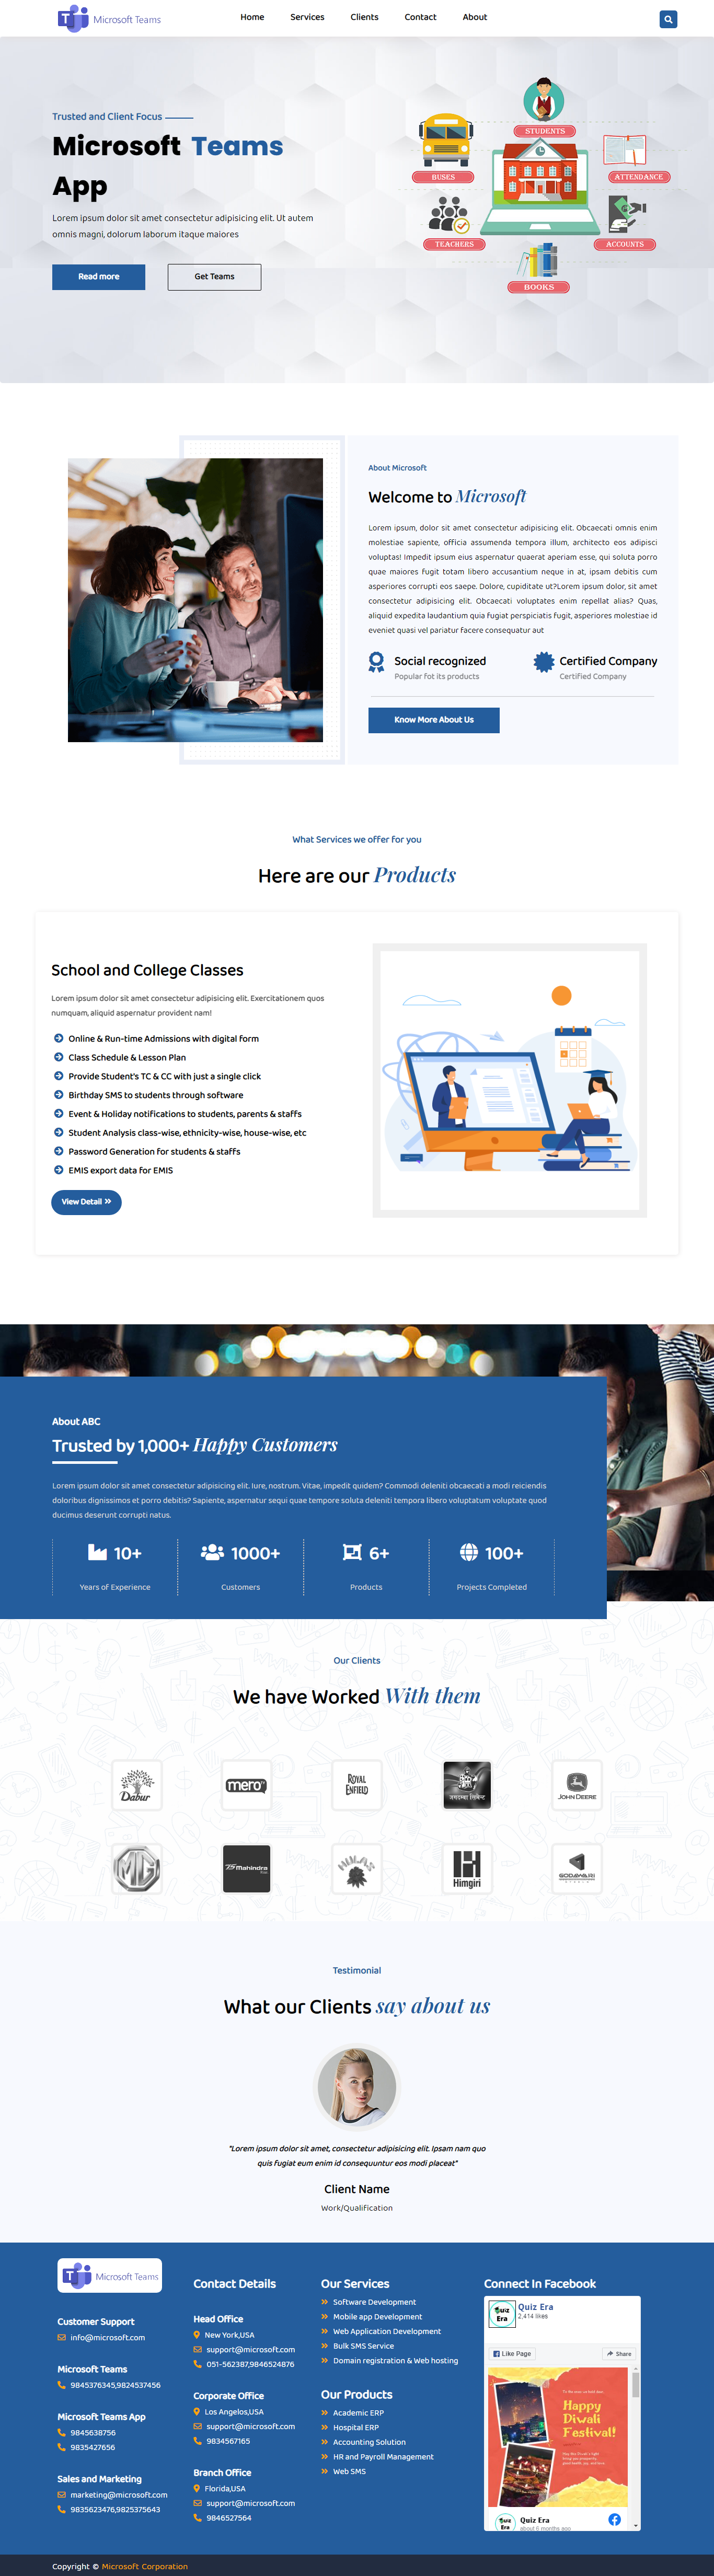 Microsoft Teams
Home Services Clients Contact About
Trusted and Client Focus
Microsoft Teams
App
Lorem ipsum dolor sit amet consectetur adipisicing elit. Ut autem
omnis magni, dolorum laborum itaque maiores
Read more Get Teams
STUDENTS
BUSES
ATTENDANCE
TEACHERS
ACCOUNTS
BOOKS
About Microsoft
Welcome to Microsoft
Lorem ipsum, dolor sit amet consectetur adipisicing elit. Obcaecati omnis enim
molestiae sapiente, officia assumenda tempora illum, architecto eos adipisci
voluptas! Impedit ipsum eius aspernatur quaerat aperiam esse, qui soluta porro
quae maiores fugit totam libero accusantium neque in at, ipsam debitis cum
asperiores corrupti eos saepe. Dolore, cupiditate ut?Lorem ipsum dolor, sit amet
consectetur adipisicing elit. Obcaecati voluptates enim repellat alias? Quas,
aliquid expedita laudantium quia fugiat perspiciatis fugit, asperiores molestiae id
eveniet quasi vel pariatur facere consequatur aut
Social recognized
Popular fot its products
Certified Company
Certified Company
Know More About Us
What Services we offer for you
Here are our Products
School and College Classes
Lorem ipsum dolor sit amet consectetur adipisicing elit. Exercitationem quos
numquam, aliquid aspernatur provident nam!
Online & Run-time Admissions with digital form
Class Schedule & Lesson Plan
Provide Student's TC & CC with just a single click
Birthday SMS to students through software
Event & Holiday notifications to students, parents & staffs
Student Analysis class-wise, ethnicity-wise, house-wise, etc
Password Generation for students & staffs
EMIS export data for EMIS
View Detail
About ABC
Trusted by 1,000+ Happy Customers
Lorem ipsum dolor sit amet consectetur adipisicing elit. Iure, nostrum. Vitae, impedit quidem? Commodi deleniti obcaecati a modi reiciendis
doloribus dignissimos et porro debitis? Sapiente, aspernatur sequi quae tempore soluta deleniti tempora libero voluptatum voluptate quod
ducimus deserunt corrupti natus.
10+
Years of Experience
1000+
Customers
6+
Products
100+
Projects Completed
Our Clients
We have Worked With them
Dabur
mero
ROYAL
ENFIELD
जगदम्बा सिमेन्ट
JOHN DEERE
MG
Mahindra
HULAS
Himgiri
GODAWARI
Testimonial
What our Clients say about us
"Lorem ipsum dolor sit amet, consectetur adipisicing elit. Ipsam nam quo
quis fugiat eum enim id consequuntur eos modi placeat"
Client Name
Work/Qualification
Microsoft Teams
Customer Support
info@microsoft.com
Microsoft Teams
9845376345,9824537456
Microsoft Teams App
9845638756
9835427656
Sales and Marketing
marketing@microsoft.com
9835623476,9825375643
Contact Details
Head Office
New York,USA
support@microsoft.com
051-562387,9846524876
Corporate Office
Los Angelos,USA
support@microsoft.com
9834567165
Branch Office
Florida,USA
support@microsoft.com
9846527564
Our Services
Software Development
Mobile app Development
Web Application Development
Bulk SMS Service
Domain registration & Web hosting
Our Products
Academic ERP
Hospital ERP
Accounting Solution
HR and Payroll Management
Web SMS
Connect In Facebook
Quiz
Era
Quiz Era
2,414 likes
Like Page
Share
Happy
Diwali
Festival!
Quiz
Era
Quiz Era
about 6 months ago
Copyright © Microsoft Corporation